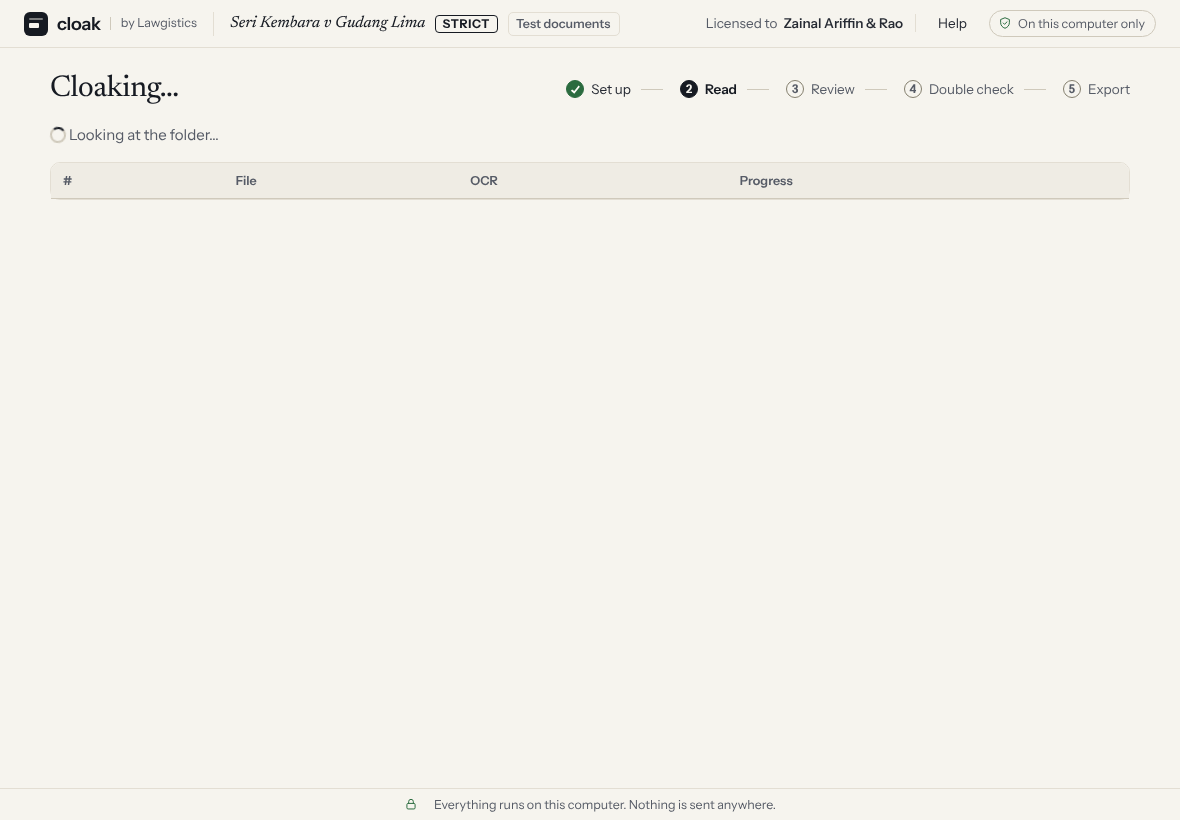 cloak by Lawgistics Seri Kembara v Gudang Lima STRICT Test documents Licensed to Zainal Ariffin & Rao Help On this computer only
Cloaking...
Set up 2 Read 3 Review 4 Double check 5 Export
Looking at the folder...
# File OCR Progress
Everything runs on this computer. Nothing is sent anywhere.